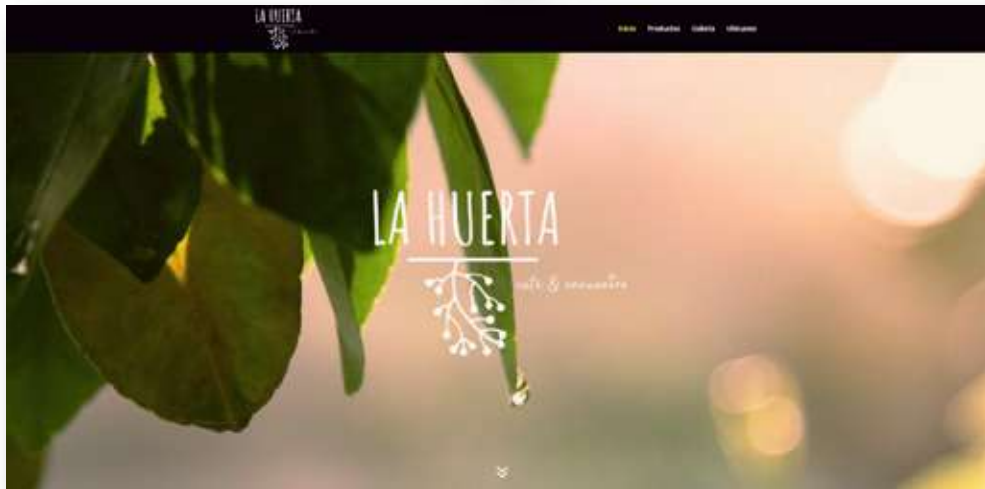 LA HUERTA
Inicio Productos Galería Ubícanos
LA HUERTA
café & encuentro